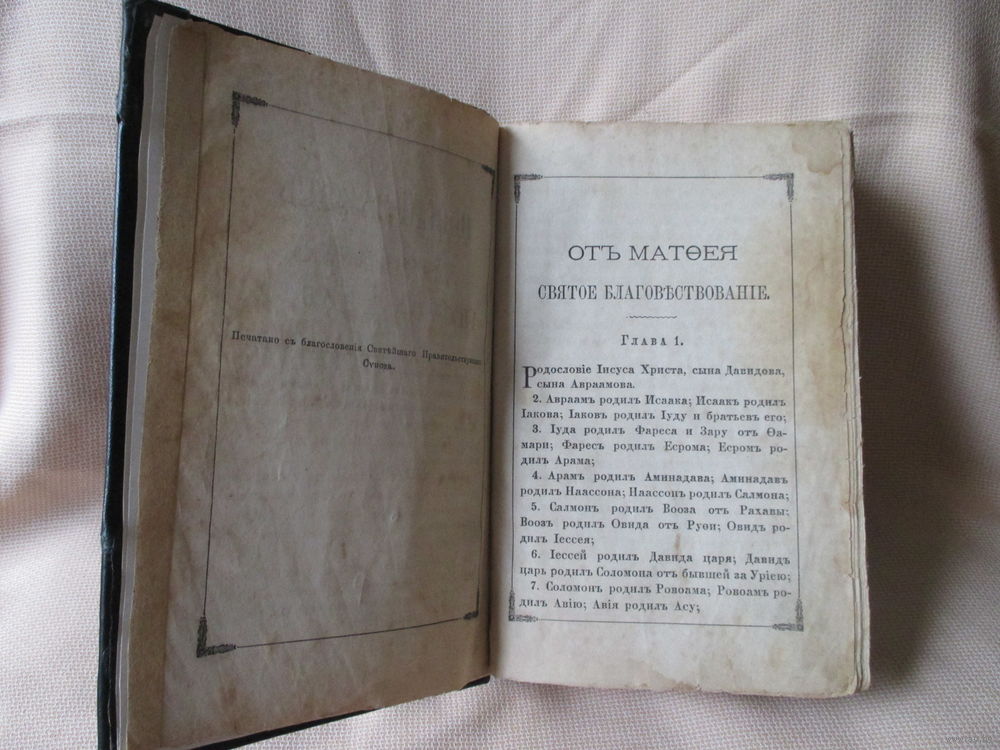 Печатано съ благословенія Святѣйшаго Правительствующаго
Сѵнода.
ОТЪ МАТѲЕЯ
СВЯТОЕ БЛАГОВѢСТВОВАНІЕ.
Глава 1.
Родословіе Іисуса Христа, сына Давидова,
сына Авраамова.
2. Авраамъ родилъ Исаака; Исаакъ родилъ
Іакова; Іаковъ родилъ Іуду и братьевъ его;
3. Іуда родилъ Фареса и Зару отъ Ѳа-
мари; Фаресъ родилъ Есрома; Есромъ ро-
дилъ Арама;
4. Арамъ родилъ Аминадава; Аминадавъ
родилъ Наассона; Наассонъ родилъ Салмона;
5. Салмонъ родилъ Вооза отъ Рахавы;
Воозъ родилъ Овида отъ Руѳи; Овидъ ро-
дилъ Іессея;
6. Іессей родилъ Давида царя; Давидъ
царь родилъ Соломона отъ бывшей за Уріею;
7. Соломонъ родилъ Ровоама; Ровоамъ ро-
дилъ Авію; Авія родилъ Асу;